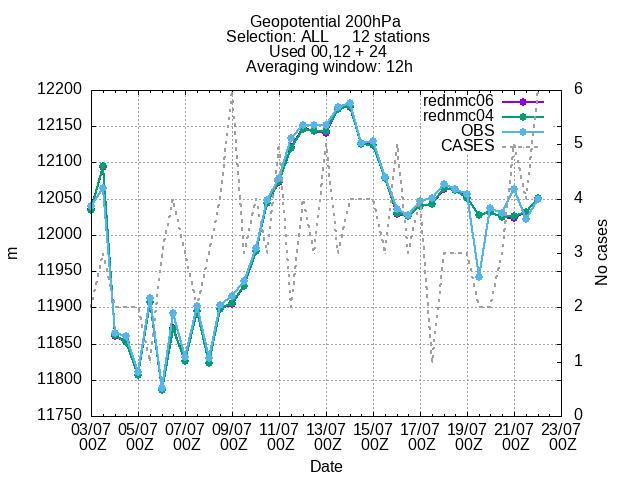 Geopotential 200hPa
Selection: ALL 12 stations
Used 00,12 + 24
Averaging window: 12h
12200
12150
12100
12050
12000
11950
11900
11850
11800
11750
m
rednmc06
rednmc04
OBS
CASES
6
5
4
3
2
1
0
No cases
03/07 05/07 07/07 09/07 11/07 13/07 15/07 17/07 19/07 21/07 23/07
00Z 00Z 00Z 00Z 00Z 00Z 00Z 00Z 00Z 00Z 00Z
Date